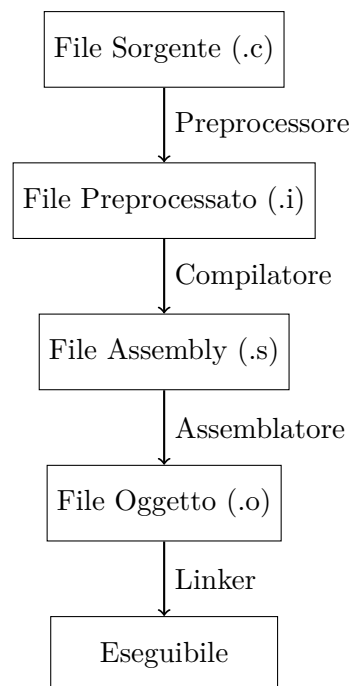 File Sorgente (.c)
Preprocessore
File Preprocessato (.i)
Compilatore
File Assembly (.s)
Assemblatore
File Oggetto (.o)
Linker
Eseguibile